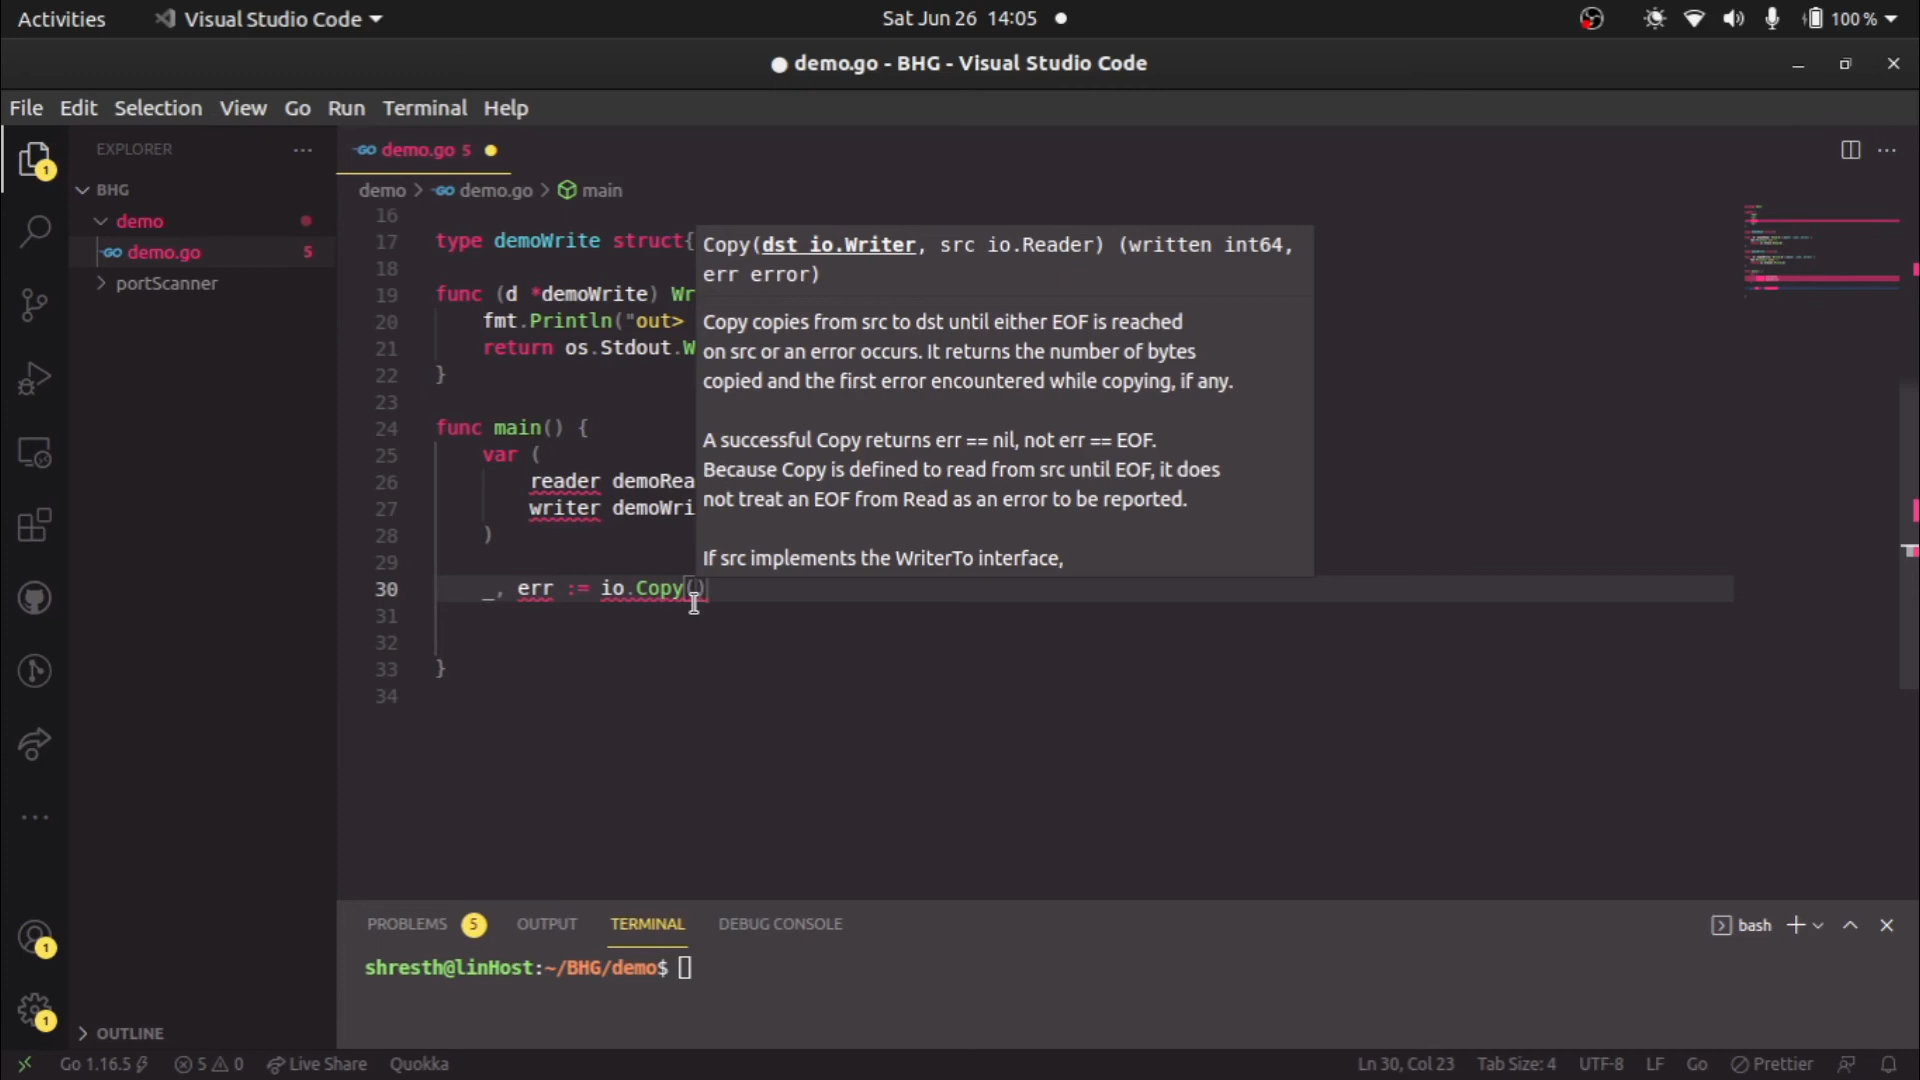 Activities
Visual Studio Code
Sat Jun 26 14:05
100 %
● demo.go - BHG - Visual Studio Code
File Edit Selection View Go Run Terminal Help
EXPLORER
demo.go 5
demo > demo.go > main
BHG
demo
demo.go 5
portScanner
16
17 type demoWrite struct{
18
19 func (d *demoWrite) Wr
20 fmt.Println("out>
21 return os.Stdout.W
22 }
23
24 func main() {
25 var (
26 reader demoRea
27 writer demoWri
28 )
29
30 _, err := io.Copy()
31
32
33 }
34
Copy(dst io.Writer, src io.Reader) (written int64,
err error)
Copy copies from src to dst until either EOF is reached
on src or an error occurs. It returns the number of bytes
copied and the first error encountered while copying, if any.
A successful Copy returns err == nil, not err == EOF.
Because Copy is defined to read from src until EOF, it does
not treat an EOF from Read as an error to be reported.
If src implements the WriterTo interface,
1
1
1
PROBLEMS 5 OUTPUT TERMINAL DEBUG CONSOLE
bash
shresth@linHost:~/BHG/demo$
OUTLINE
Go 1.16.5 5 0 Live Share Quokka
Ln 30, Col 23 Tab Size: 4 UTF-8 LF Go Prettier